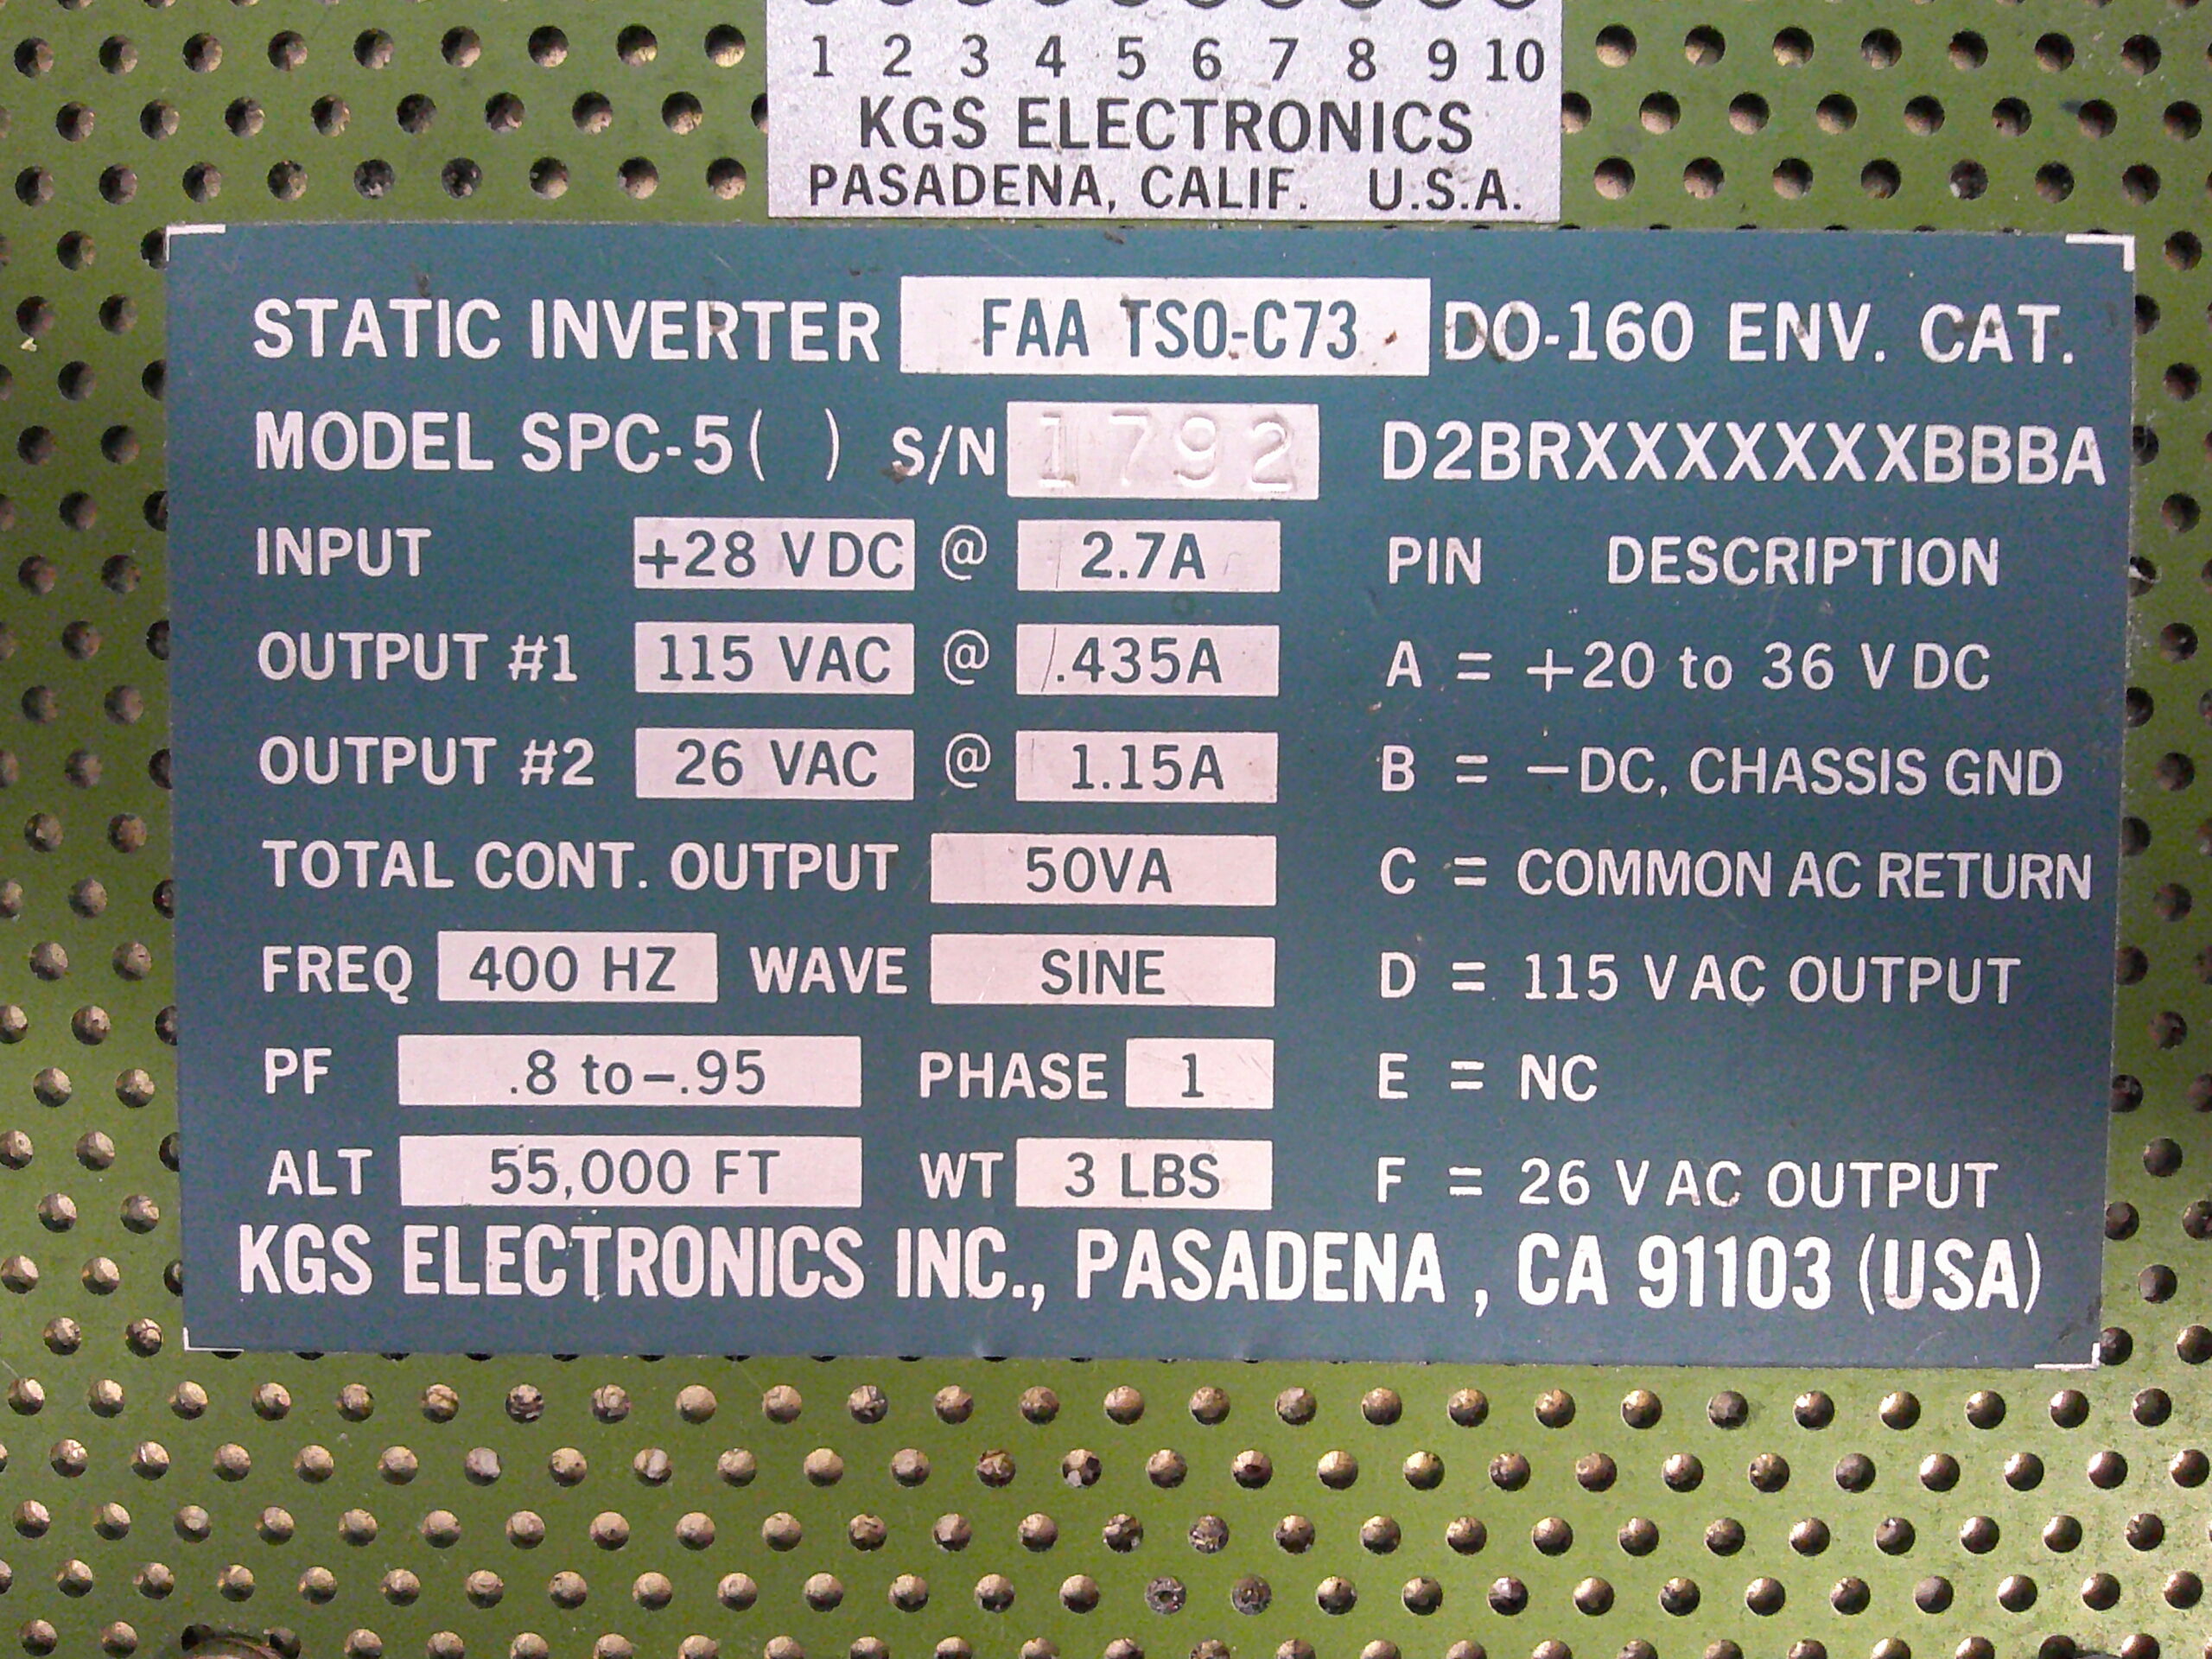 1 2 3 4 5 6 7 8 9 10
KGS ELECTRONICS
PASADENA, CALIF. U.S.A.
STATIC INVERTER FAA TSO-C73 DO-160 ENV. CAT.
MODEL SPC-5( ) S/N 1792 D2BRXXXXXXXXBBBA
INPUT +28 VDC @ 2.7A PIN DESCRIPTION
OUTPUT #1 115 VAC @ .435A A = +20 to 36 VDC
OUTPUT #2 26 VAC @ 1.15A B = −DC, CHASSIS GND
TOTAL CONT. OUTPUT 50VA C = COMMON AC RETURN
FREQ 400 HZ WAVE SINE D = 115 VAC OUTPUT
PF .8 to −.95 PHASE 1 E = NC
ALT 55,000 FT WT 3 LBS F = 26 VAC OUTPUT
KGS ELECTRONICS INC., PASADENA, CA 91103 (USA)